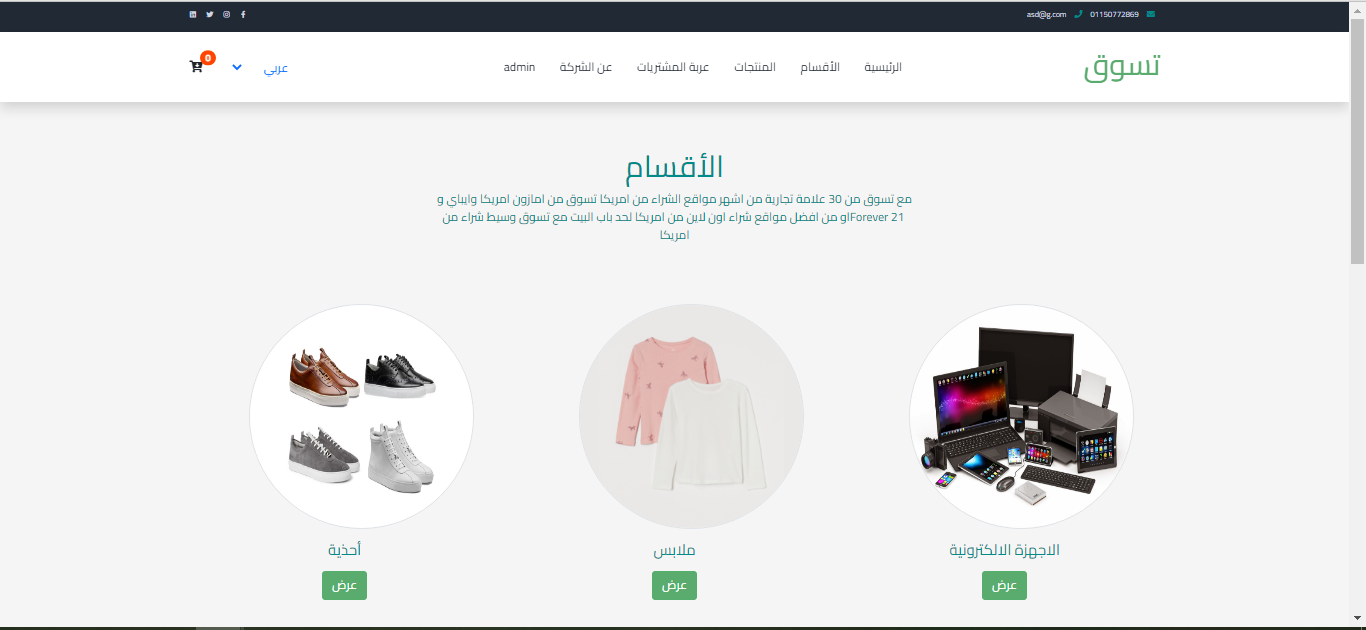 01150772869 asd@g.com
تسوق
الرئيسية الأقسام المنتجات عربة المشتريات عن الشركة admin
عربي
0
الأقسام
مع تسوق من 30 علامة تجارية من اشهر مواقع الشراء من امريكا تسوق من امازون امريكا وايباي و
Forever 21او من افضل مواقع شراء اون لاين من امريكا لحد باب البيت مع تسوق وسيط شراء من
امريكا
الاجهزة الالكترونية
عرض
ملابس
عرض
أحذية
عرض